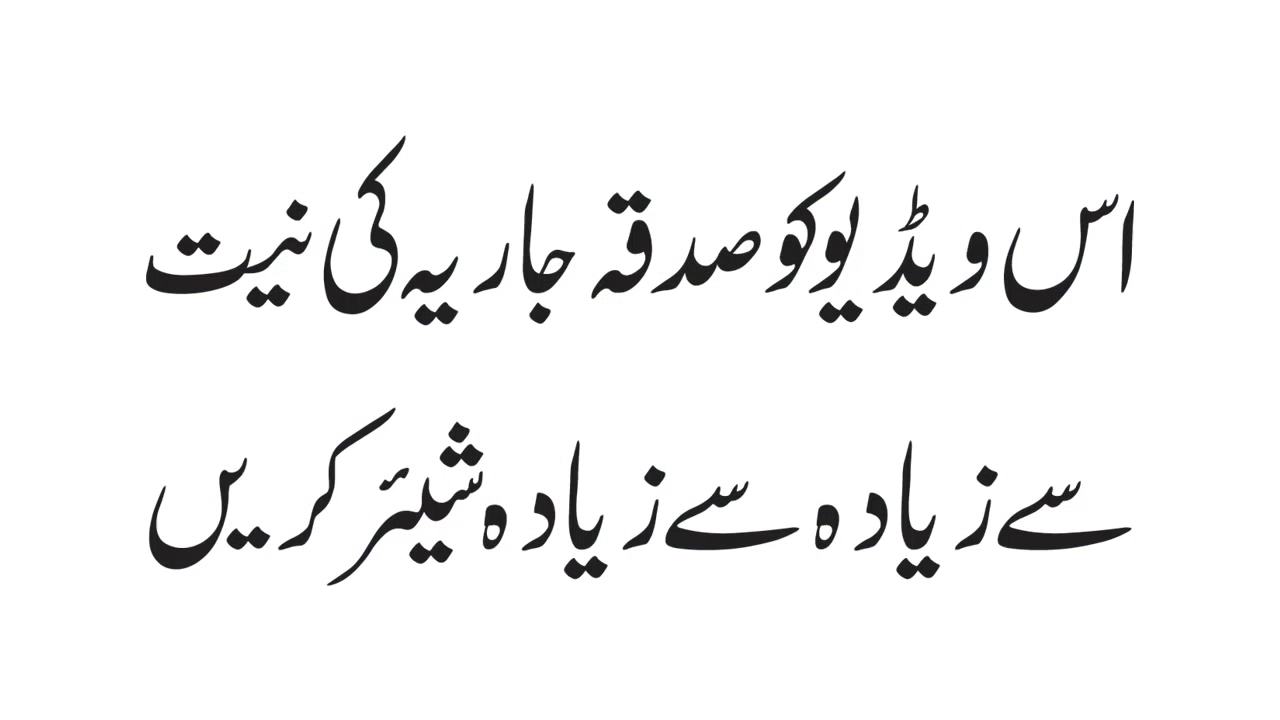 اس ویڈیو کو صدقہ جاریہ کی نیت
سے زیادہ سے زیادہ شیئر کریں